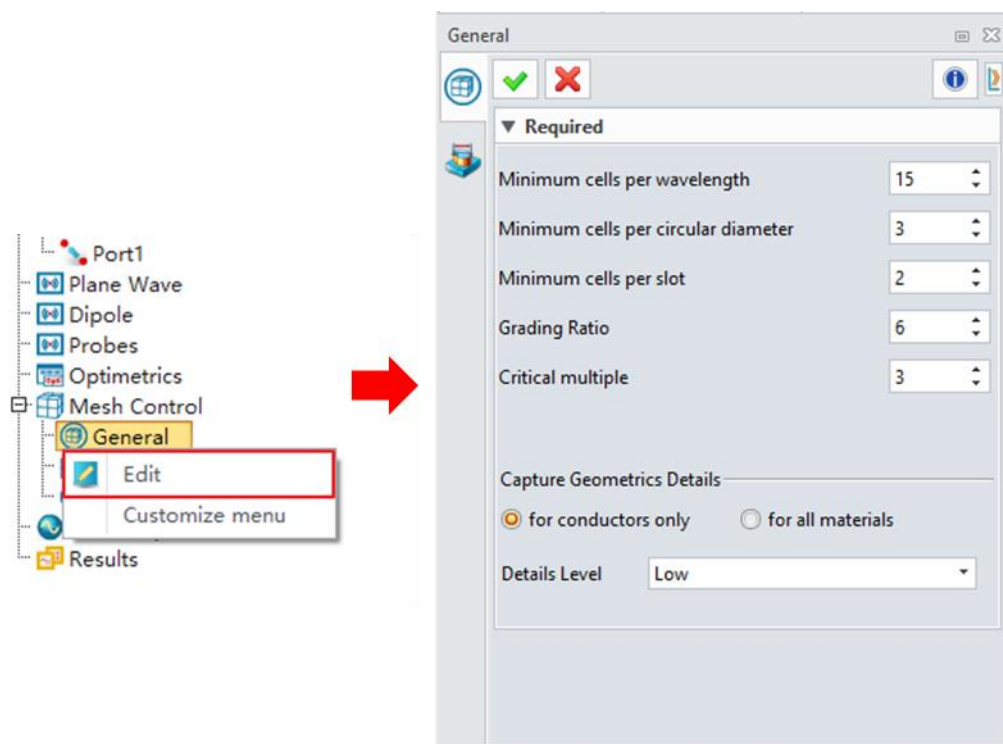 Port1
Plane Wave
Dipole
Probes
Optimetrics
Mesh Control
General
Edit
Customize menu
Results
General
Required
Minimum cells per wavelength 15
Minimum cells per circular diameter 3
Minimum cells per slot 2
Grading Ratio 6
Critical multiple 3
Capture Geometrics Details
for conductors only for all materials
Details Level Low